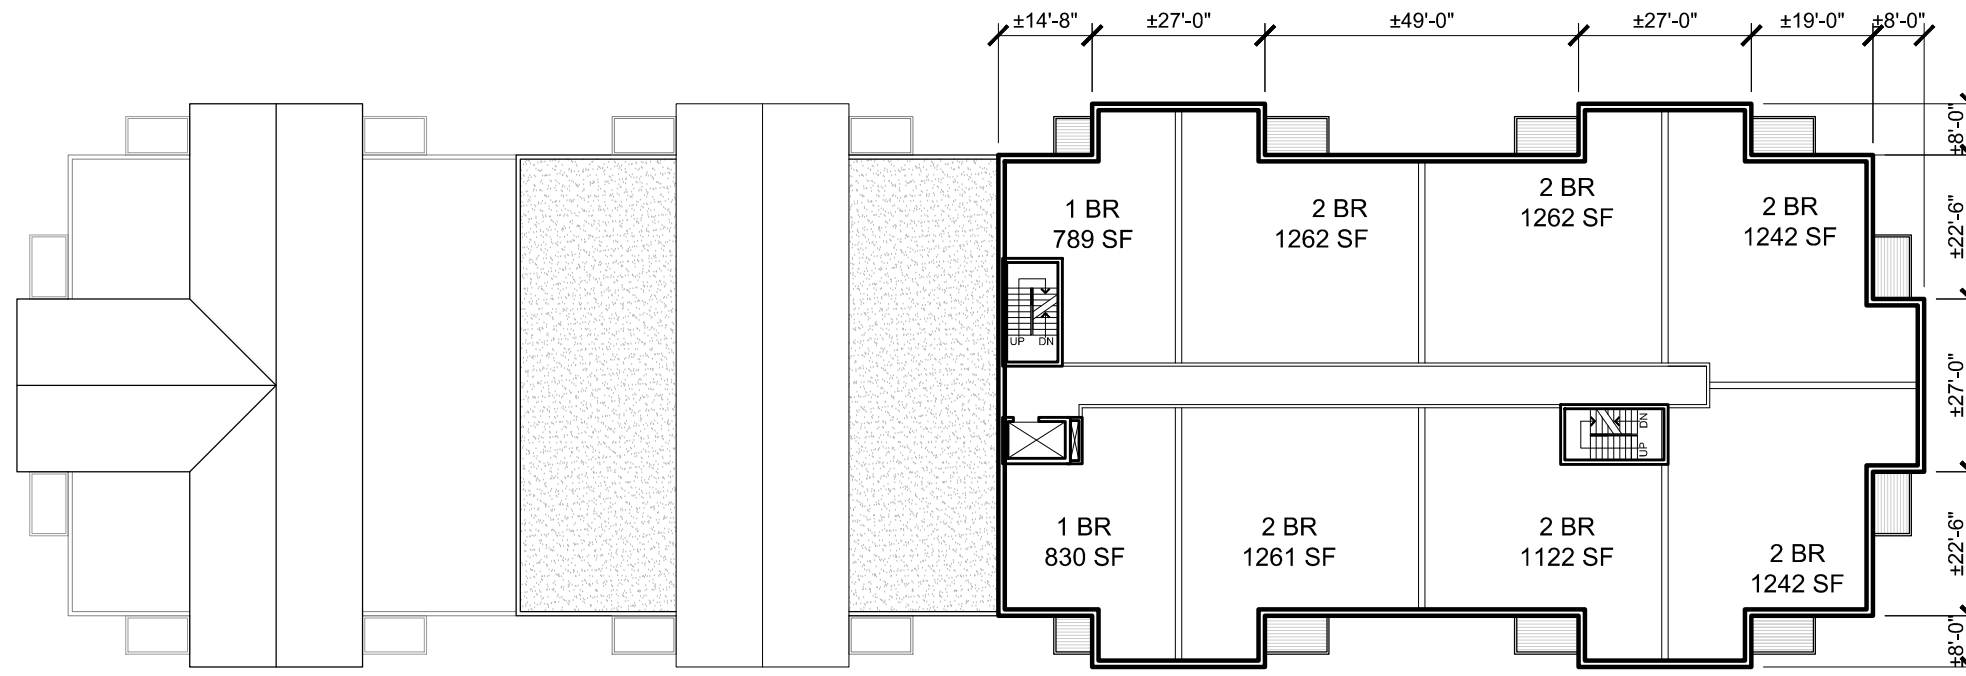 ±14'-8"
±27'-0"
±49'-0"
±27'-0"
±19'-0"
±8'-0"
±8'-0"
±22'-6"
±27'-0"
±22'-6"
±8'-0"
1 BR
789 SF
2 BR
1262 SF
2 BR
1262 SF
2 BR
1242 SF
UP DN
DN
UP
1 BR
830 SF
2 BR
1261 SF
2 BR
1122 SF
2 BR
1242 SF